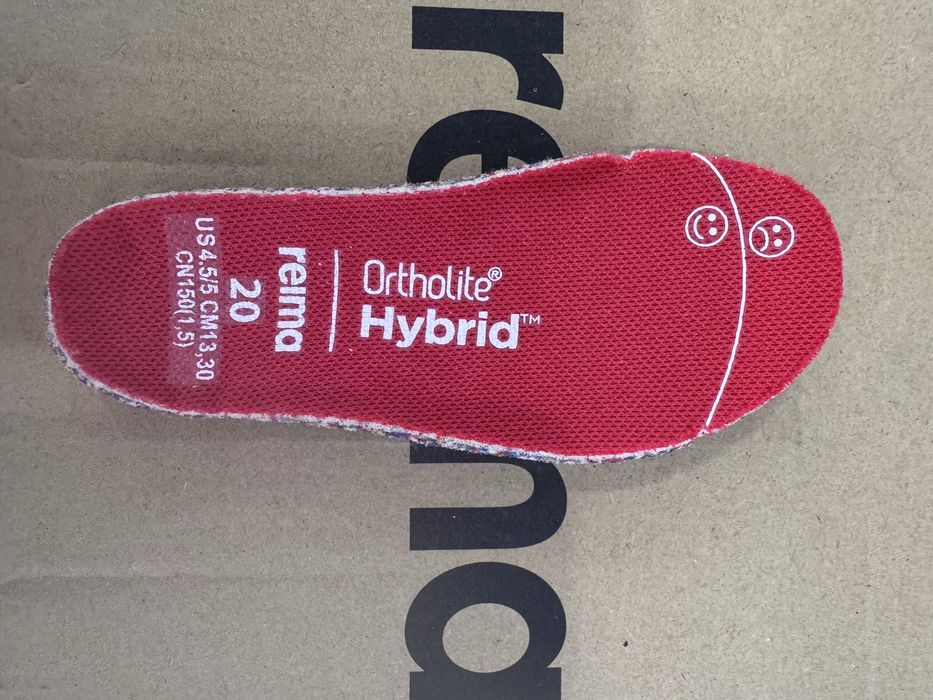 reima
Ortholite®
Hybrid™
reima
20
US4.5/5 CM13,30
CN150(1,5)